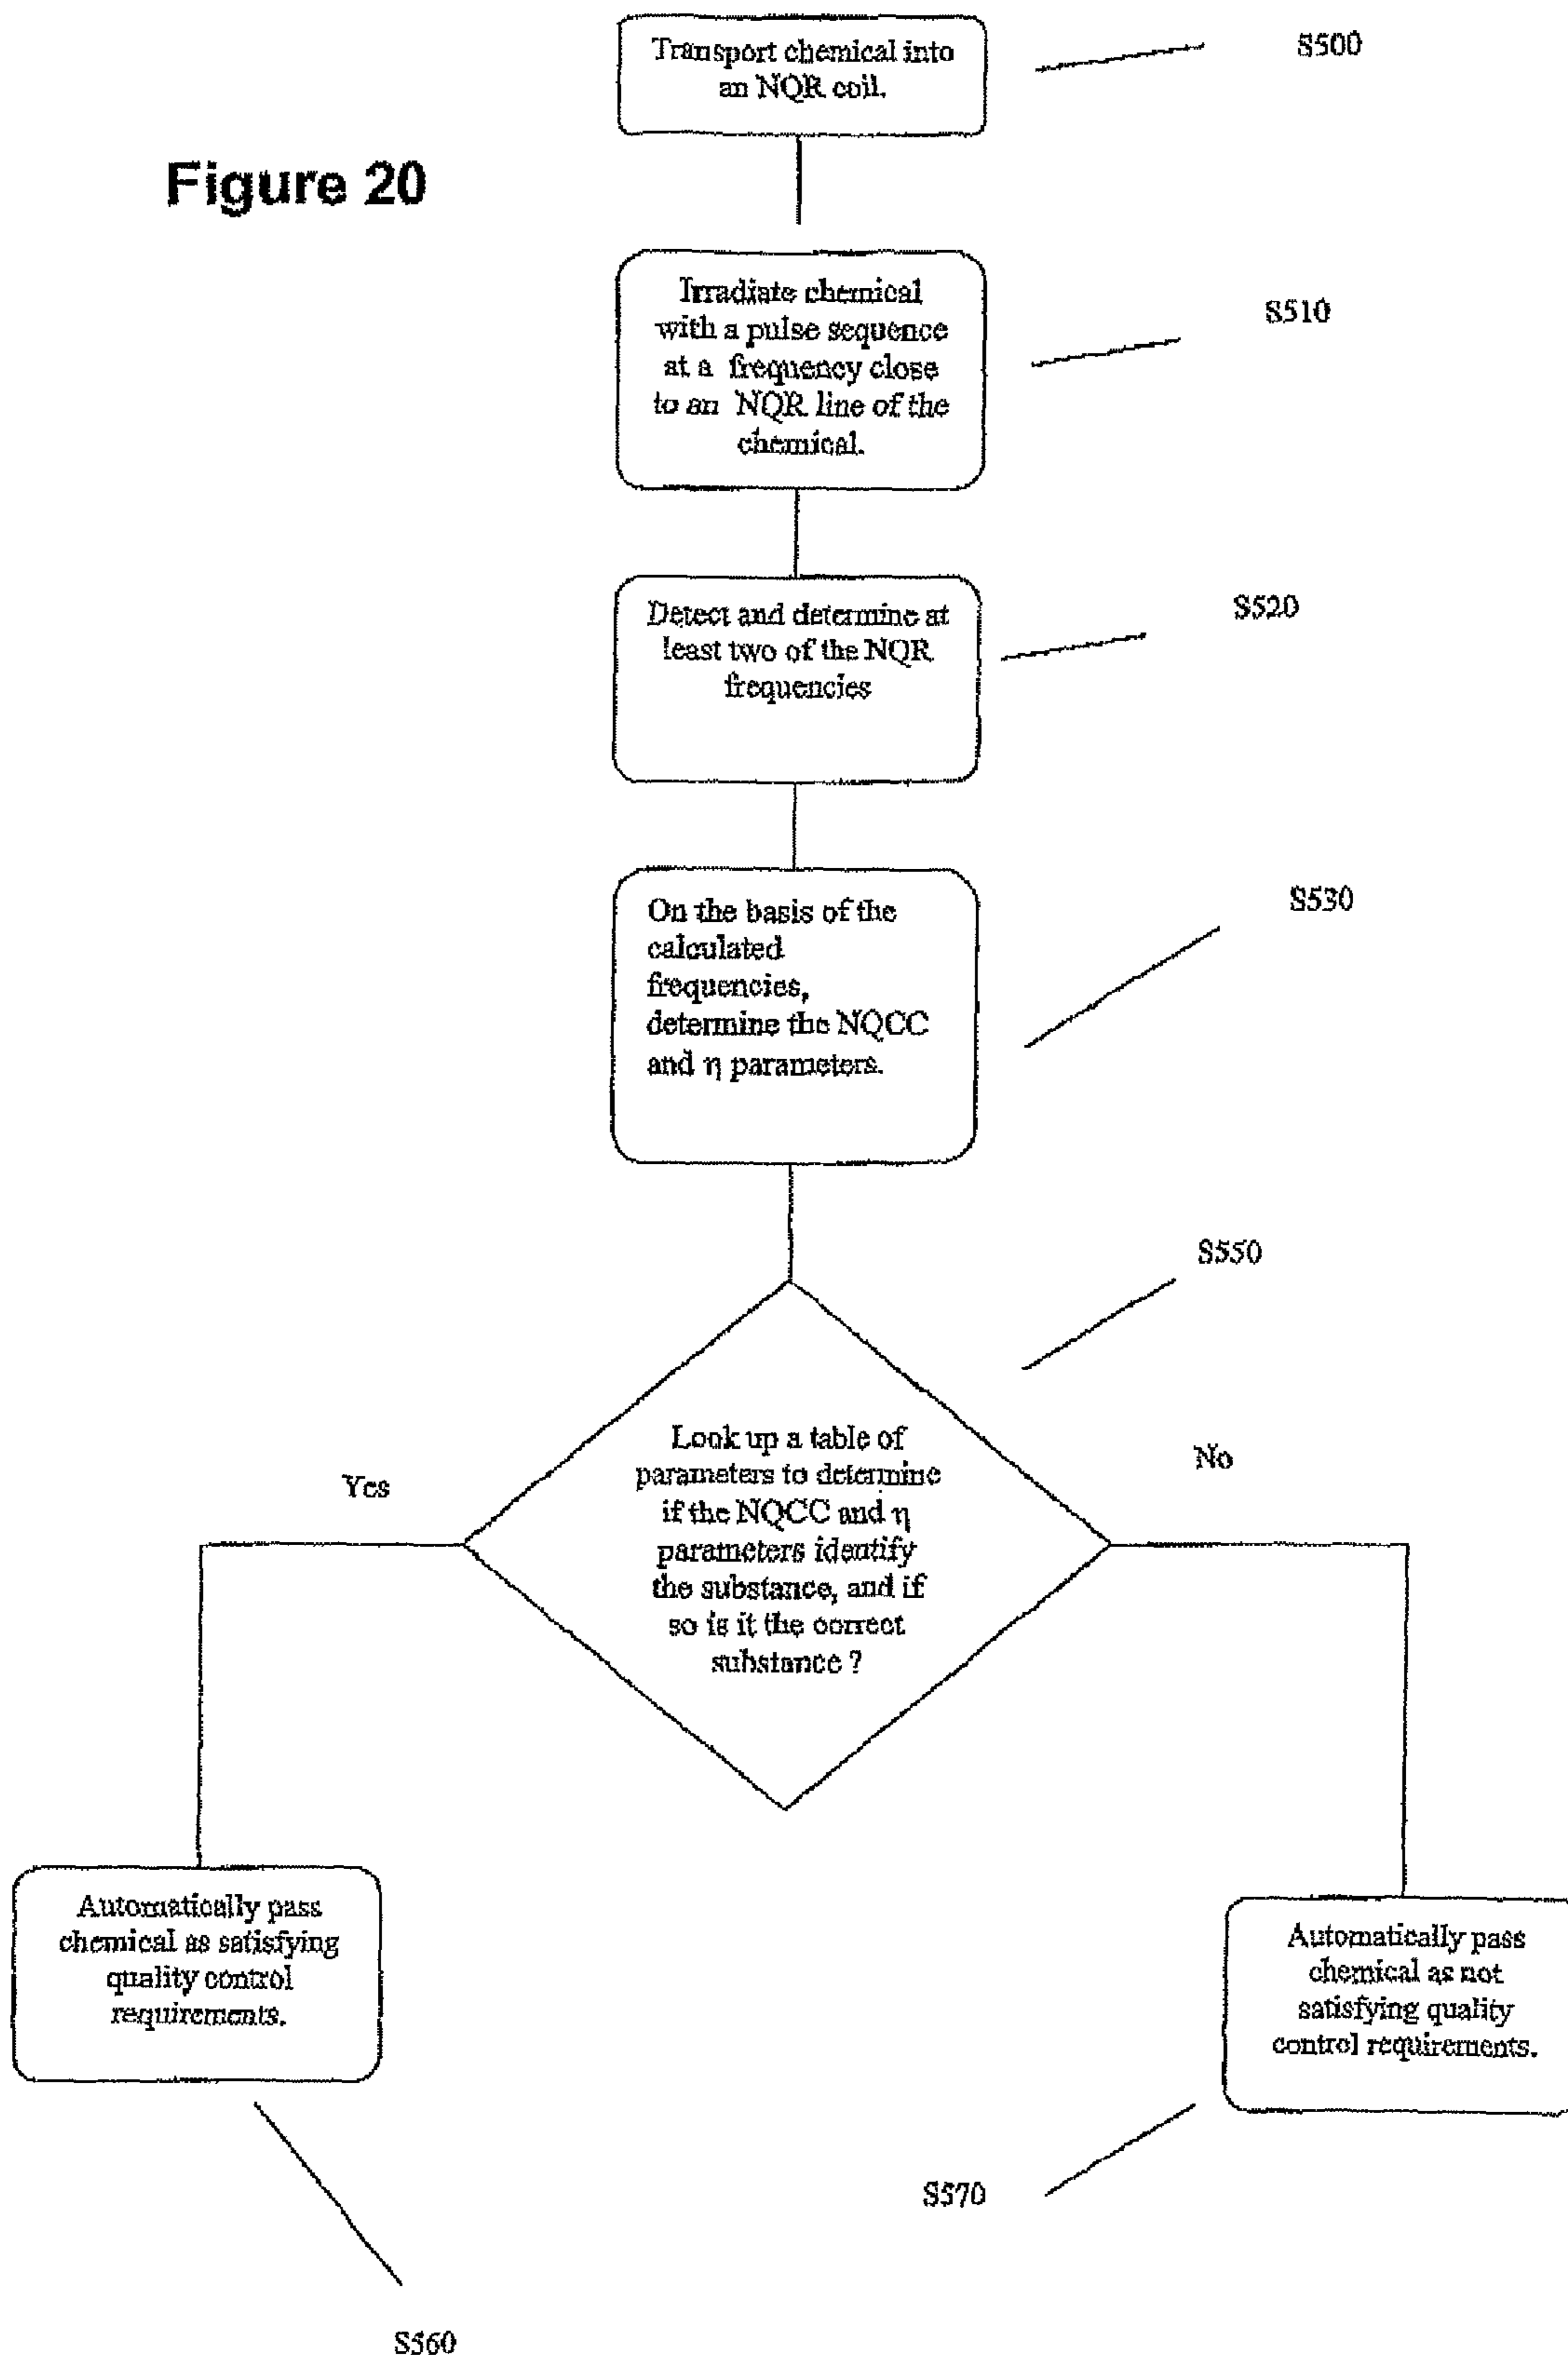 Figure 20
Transport chemical into
an NQR coil.
S500
Irradiate chemical
with a pulse sequence
at a frequency close
to an NQR line of the
chemical.
S510
Detect and determine at
least two of the NQR
frequencies
S520
On the basis of the
calculated
frequencies,
determine the NQCC
and η parameters.
S530
S550
Look up a table of
parameters to determine
if the NQCC and η
parameters identify
the substance, and if
so is it the correct
substance ?
Yes
No
Automatically pass
chemical as satisfying
quality control
requirements.
Automatically pass
chemical as not
satisfying quality
control requirements.
S570
S560